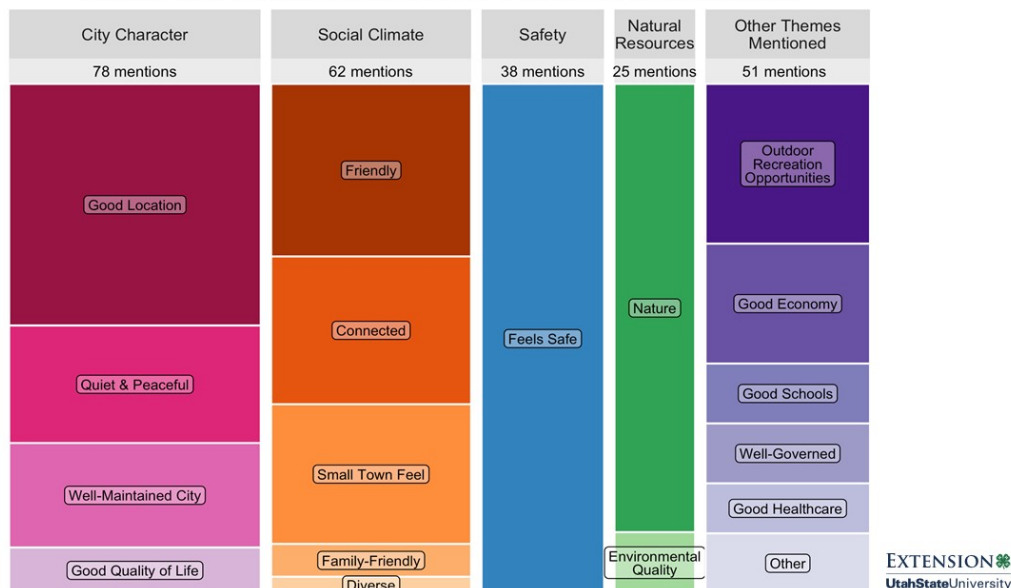 City Character
78 mentions
Good Location
Quiet & Peaceful
Well-Maintained City
Good Quality of Life
Social Climate
62 mentions
Friendly
Connected
Small Town Feel
Family-Friendly
Diverse
Safety
38 mentions
Feels Safe
Natural
Resources
25 mentions
Nature
Environmental
Quality
Other Themes
Mentioned
51 mentions
Outdoor
Recreation
Opportunities
Good Economy
Good Schools
Well-Governed
Good Healthcare
Other
EXTENSION
UtahStateUniversity